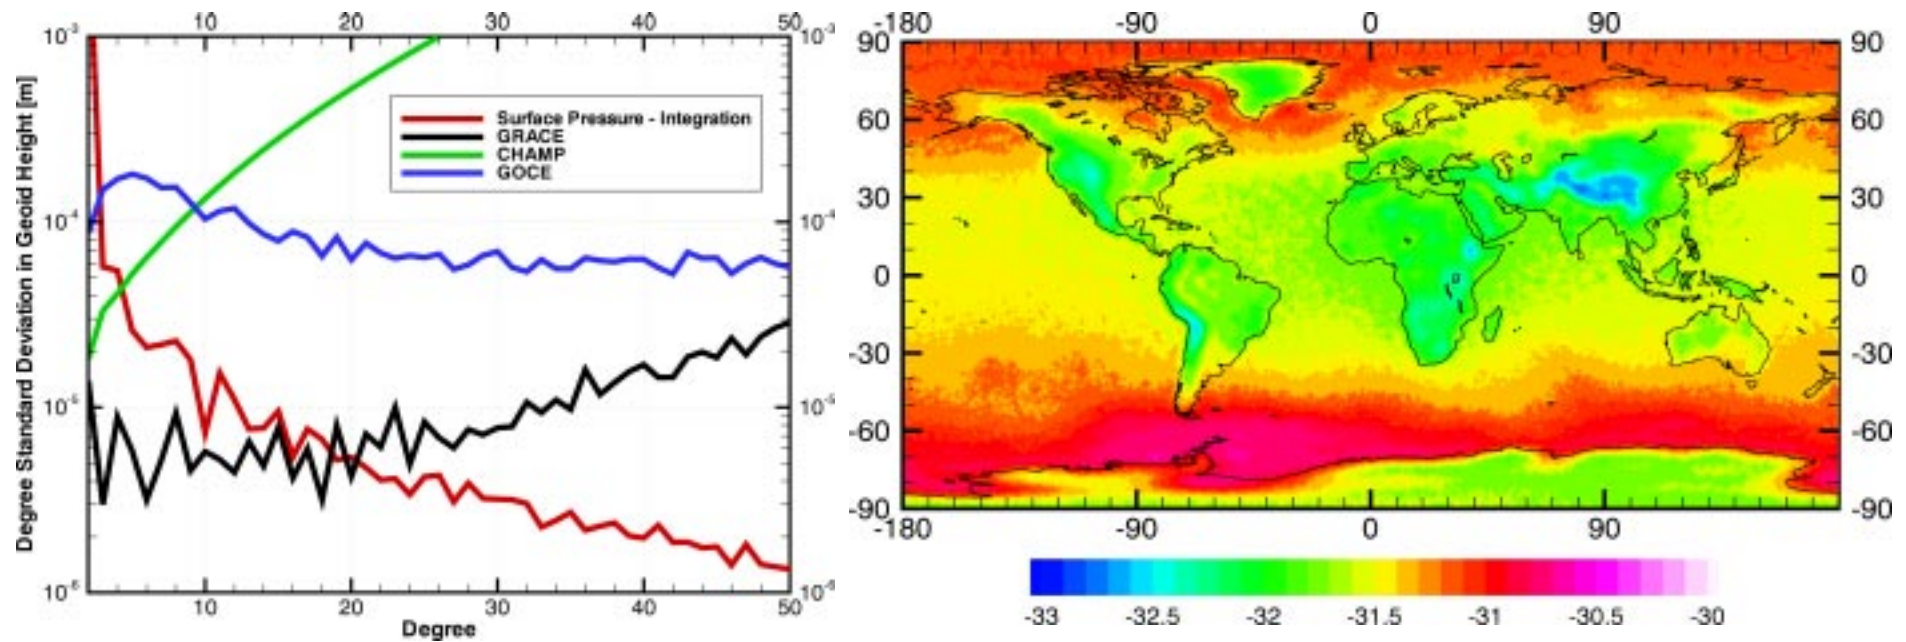 10 20 30 40 50
10⁻³ 10⁻³
Surface Pressure - Integration
GRACE
CHAMP
GOCE
10⁻⁴ 10⁻⁴
10⁻⁵ 10⁻⁵
10⁻⁶ 10⁻⁶
10 20 30 40 50
Degree
Degree Standard Deviation in Geoid Height [m]
-180 -90 0 90
90 90
60 60
30 30
0 0
-30 -30
-60 -60
-90 -90
-180 -90 0 90
-33 -32.5 -32 -31.5 -31 -30.5 -30